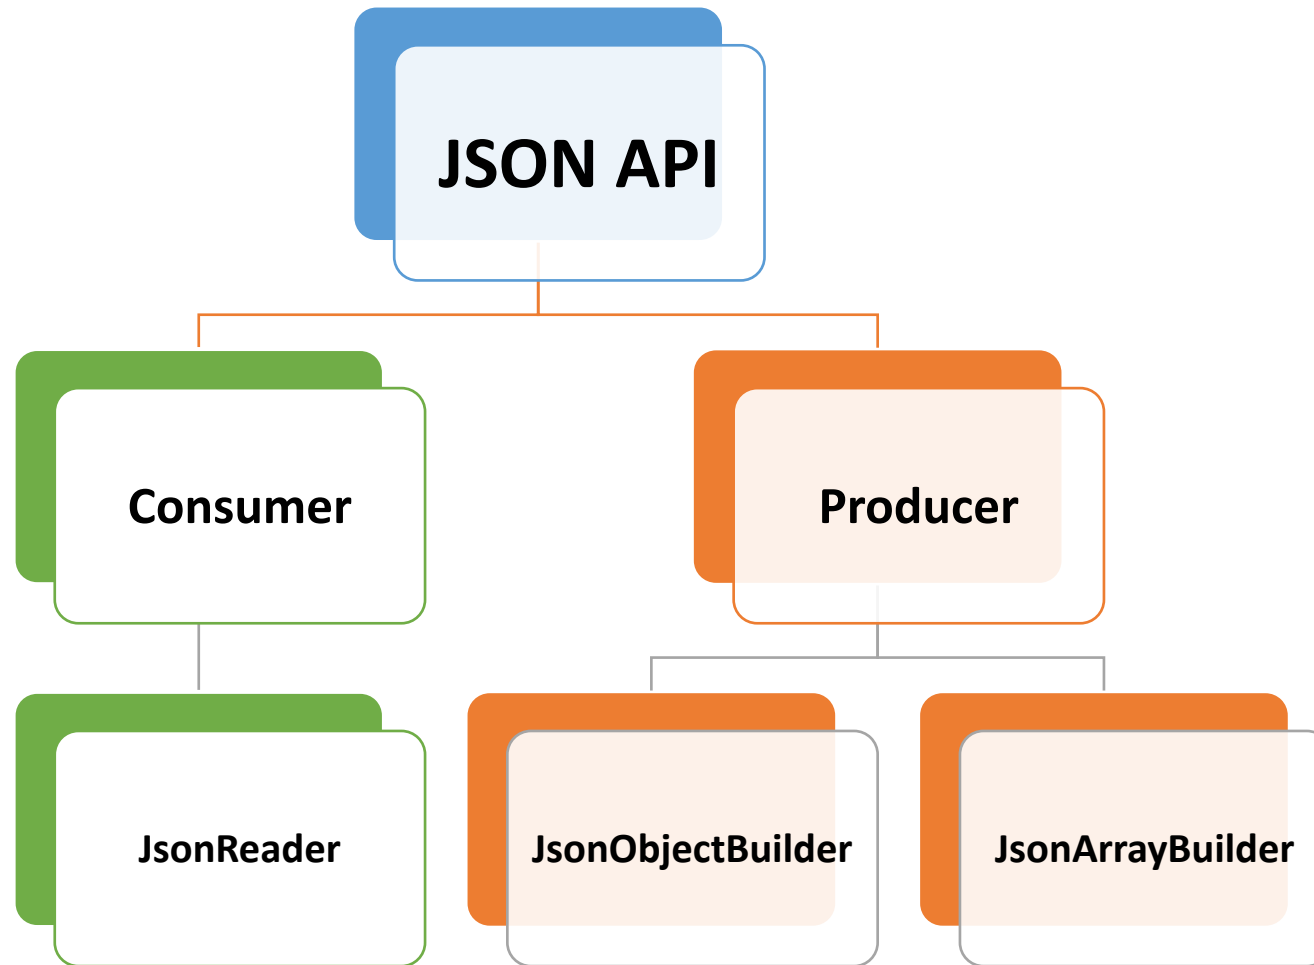 JSON API
Consumer
Producer
JsonReader
JsonObjectBuilder
JsonArrayBuilder